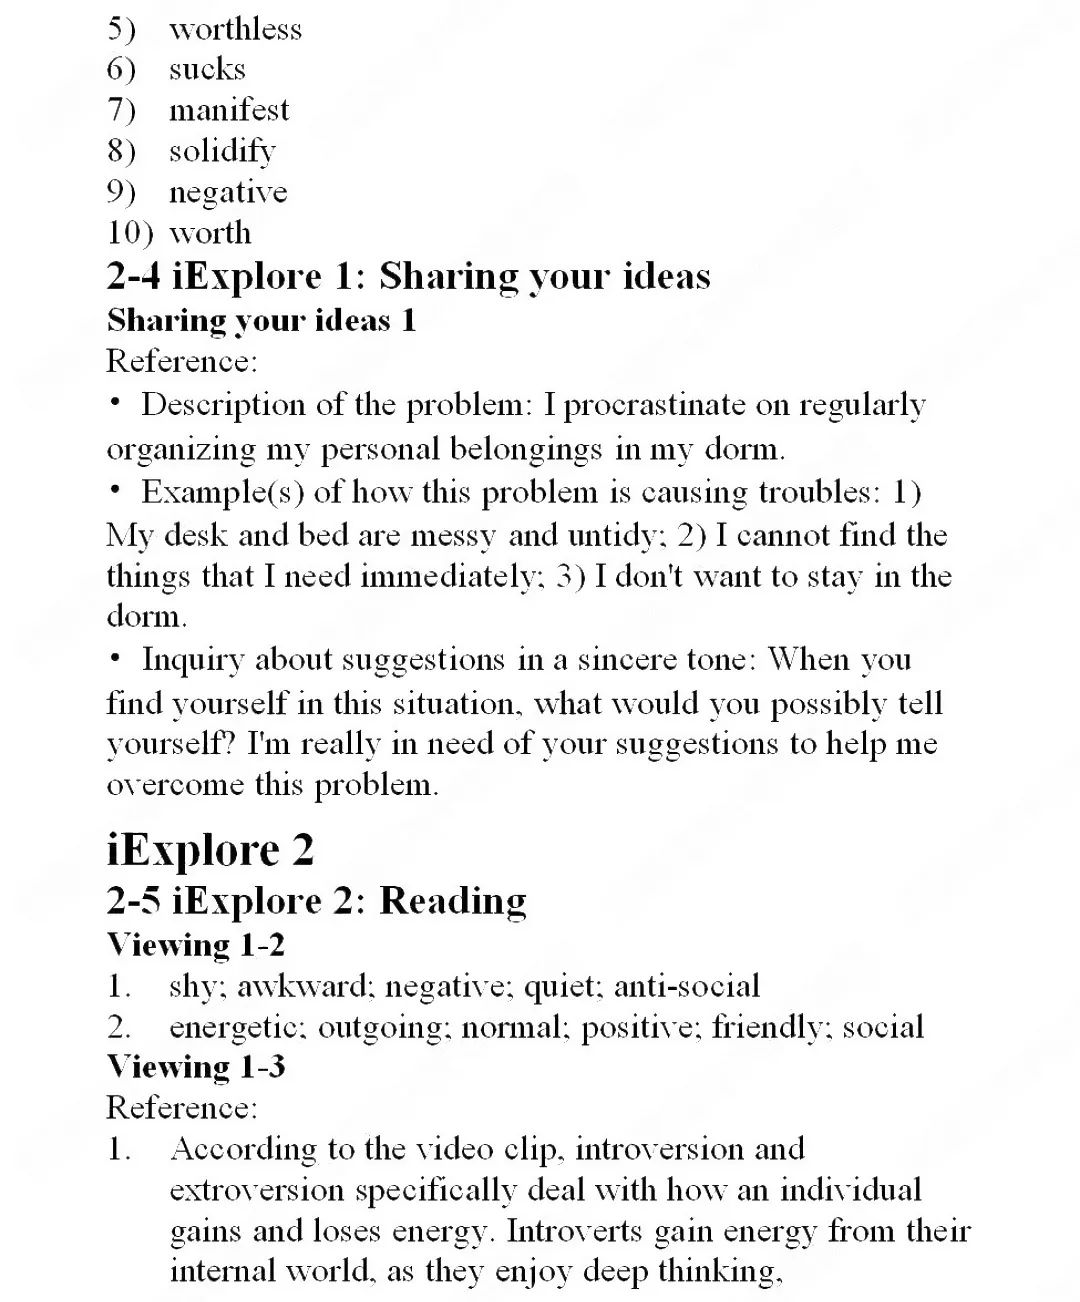 5) worthless
6) sucks
7) manifest
8) solidify
9) negative
10) worth
2-4 iExplore 1: Sharing your ideas
Sharing your ideas 1
Reference:
• Description of the problem: I procrastinate on regularly
organizing my personal belongings in my dorm.
• Example(s) of how this problem is causing troubles: 1)
My desk and bed are messy and untidy; 2) I cannot find the
things that I need immediately; 3) I don't want to stay in the
dorm.
• Inquiry about suggestions in a sincere tone: When you
find yourself in this situation, what would you possibly tell
yourself? I'm really in need of your suggestions to help me
overcome this problem.
iExplore 2
2-5 iExplore 2: Reading
Viewing 1-2
1. shy; awkward; negative; quiet; anti-social
2. energetic; outgoing; normal; positive; friendly; social
Viewing 1-3
Reference:
1. According to the video clip, introversion and
extroversion specifically deal with how an individual
gains and loses energy. Introverts gain energy from their
internal world, as they enjoy deep thinking,